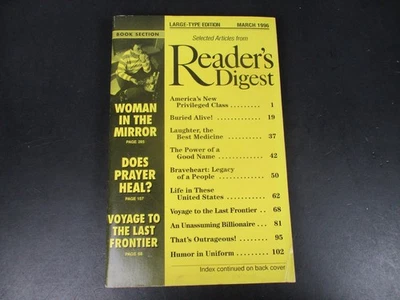 LARGE-TYPE EDITION MARCH 1996
BOOK SECTION
Selected Articles from
Reader's
Digest
WOMAN
IN THE
MIRROR
DOES
PRAYER
HEAL?
PAGE 107
VOYAGE TO
THE LAST
FRONTIER
PAGE 68
America's New
Privileged Class .......... 1
Buried Alive! .............. 19
Laughter, the
Best Medicine .......... 37
The Power of a
Good Name ............ 42
Braveheart: Legacy
of a People ............. 50
Life in These
United States .......... 62
Voyage to the Last Frontier .. 68
An Unassuming Billionaire ... 81
That's Outrageous! ........ 95
Humor in Uniform ......... 102
Index continued on back cover